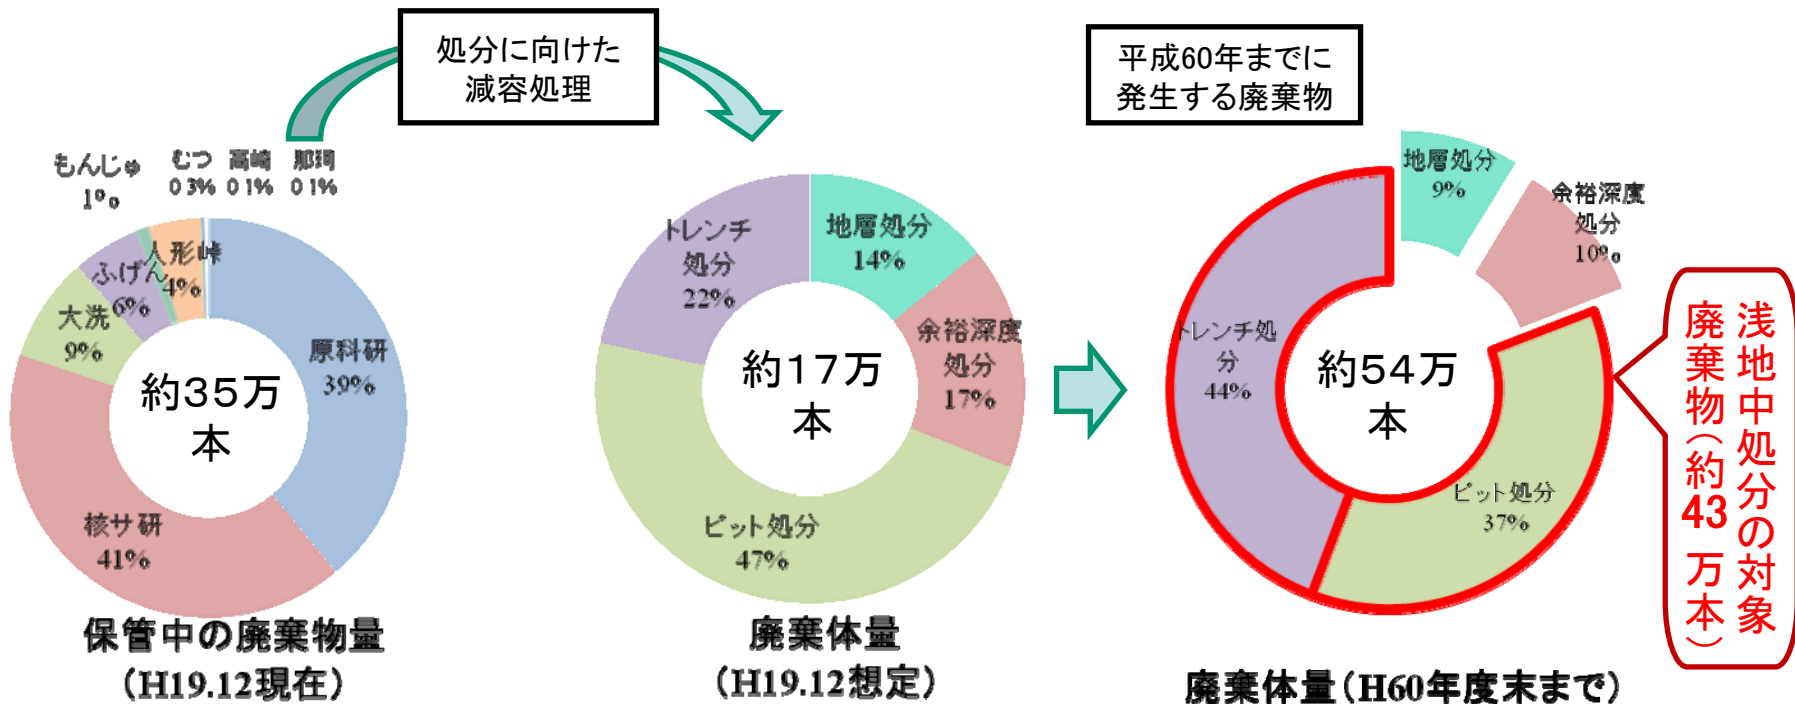 処分に向けた
減容処理
平成60年までに
発生する廃棄物
もんじゅ
1%
むつ
0.3%
高崎
0.1%
那珂
0.1%
人形峠
4%
ふげん
6%
大洗
9%
原科研
39%
核サ研
41%
約35万
本
保管中の廃棄物量
（H19.12現在）
トレンチ
処分
22%
地層処分
14%
余裕深度
処分
17%
ピット処分
47%
約17万
本
廃棄体量
（H19.12想定）
地層処分
9%
余裕深度
処分
10%
トレンチ処
分
44%
ピット処分
37%
約54万
本
廃棄体量（H60年度末まで）
浅地中処分の対象
廃棄物（約43万本）